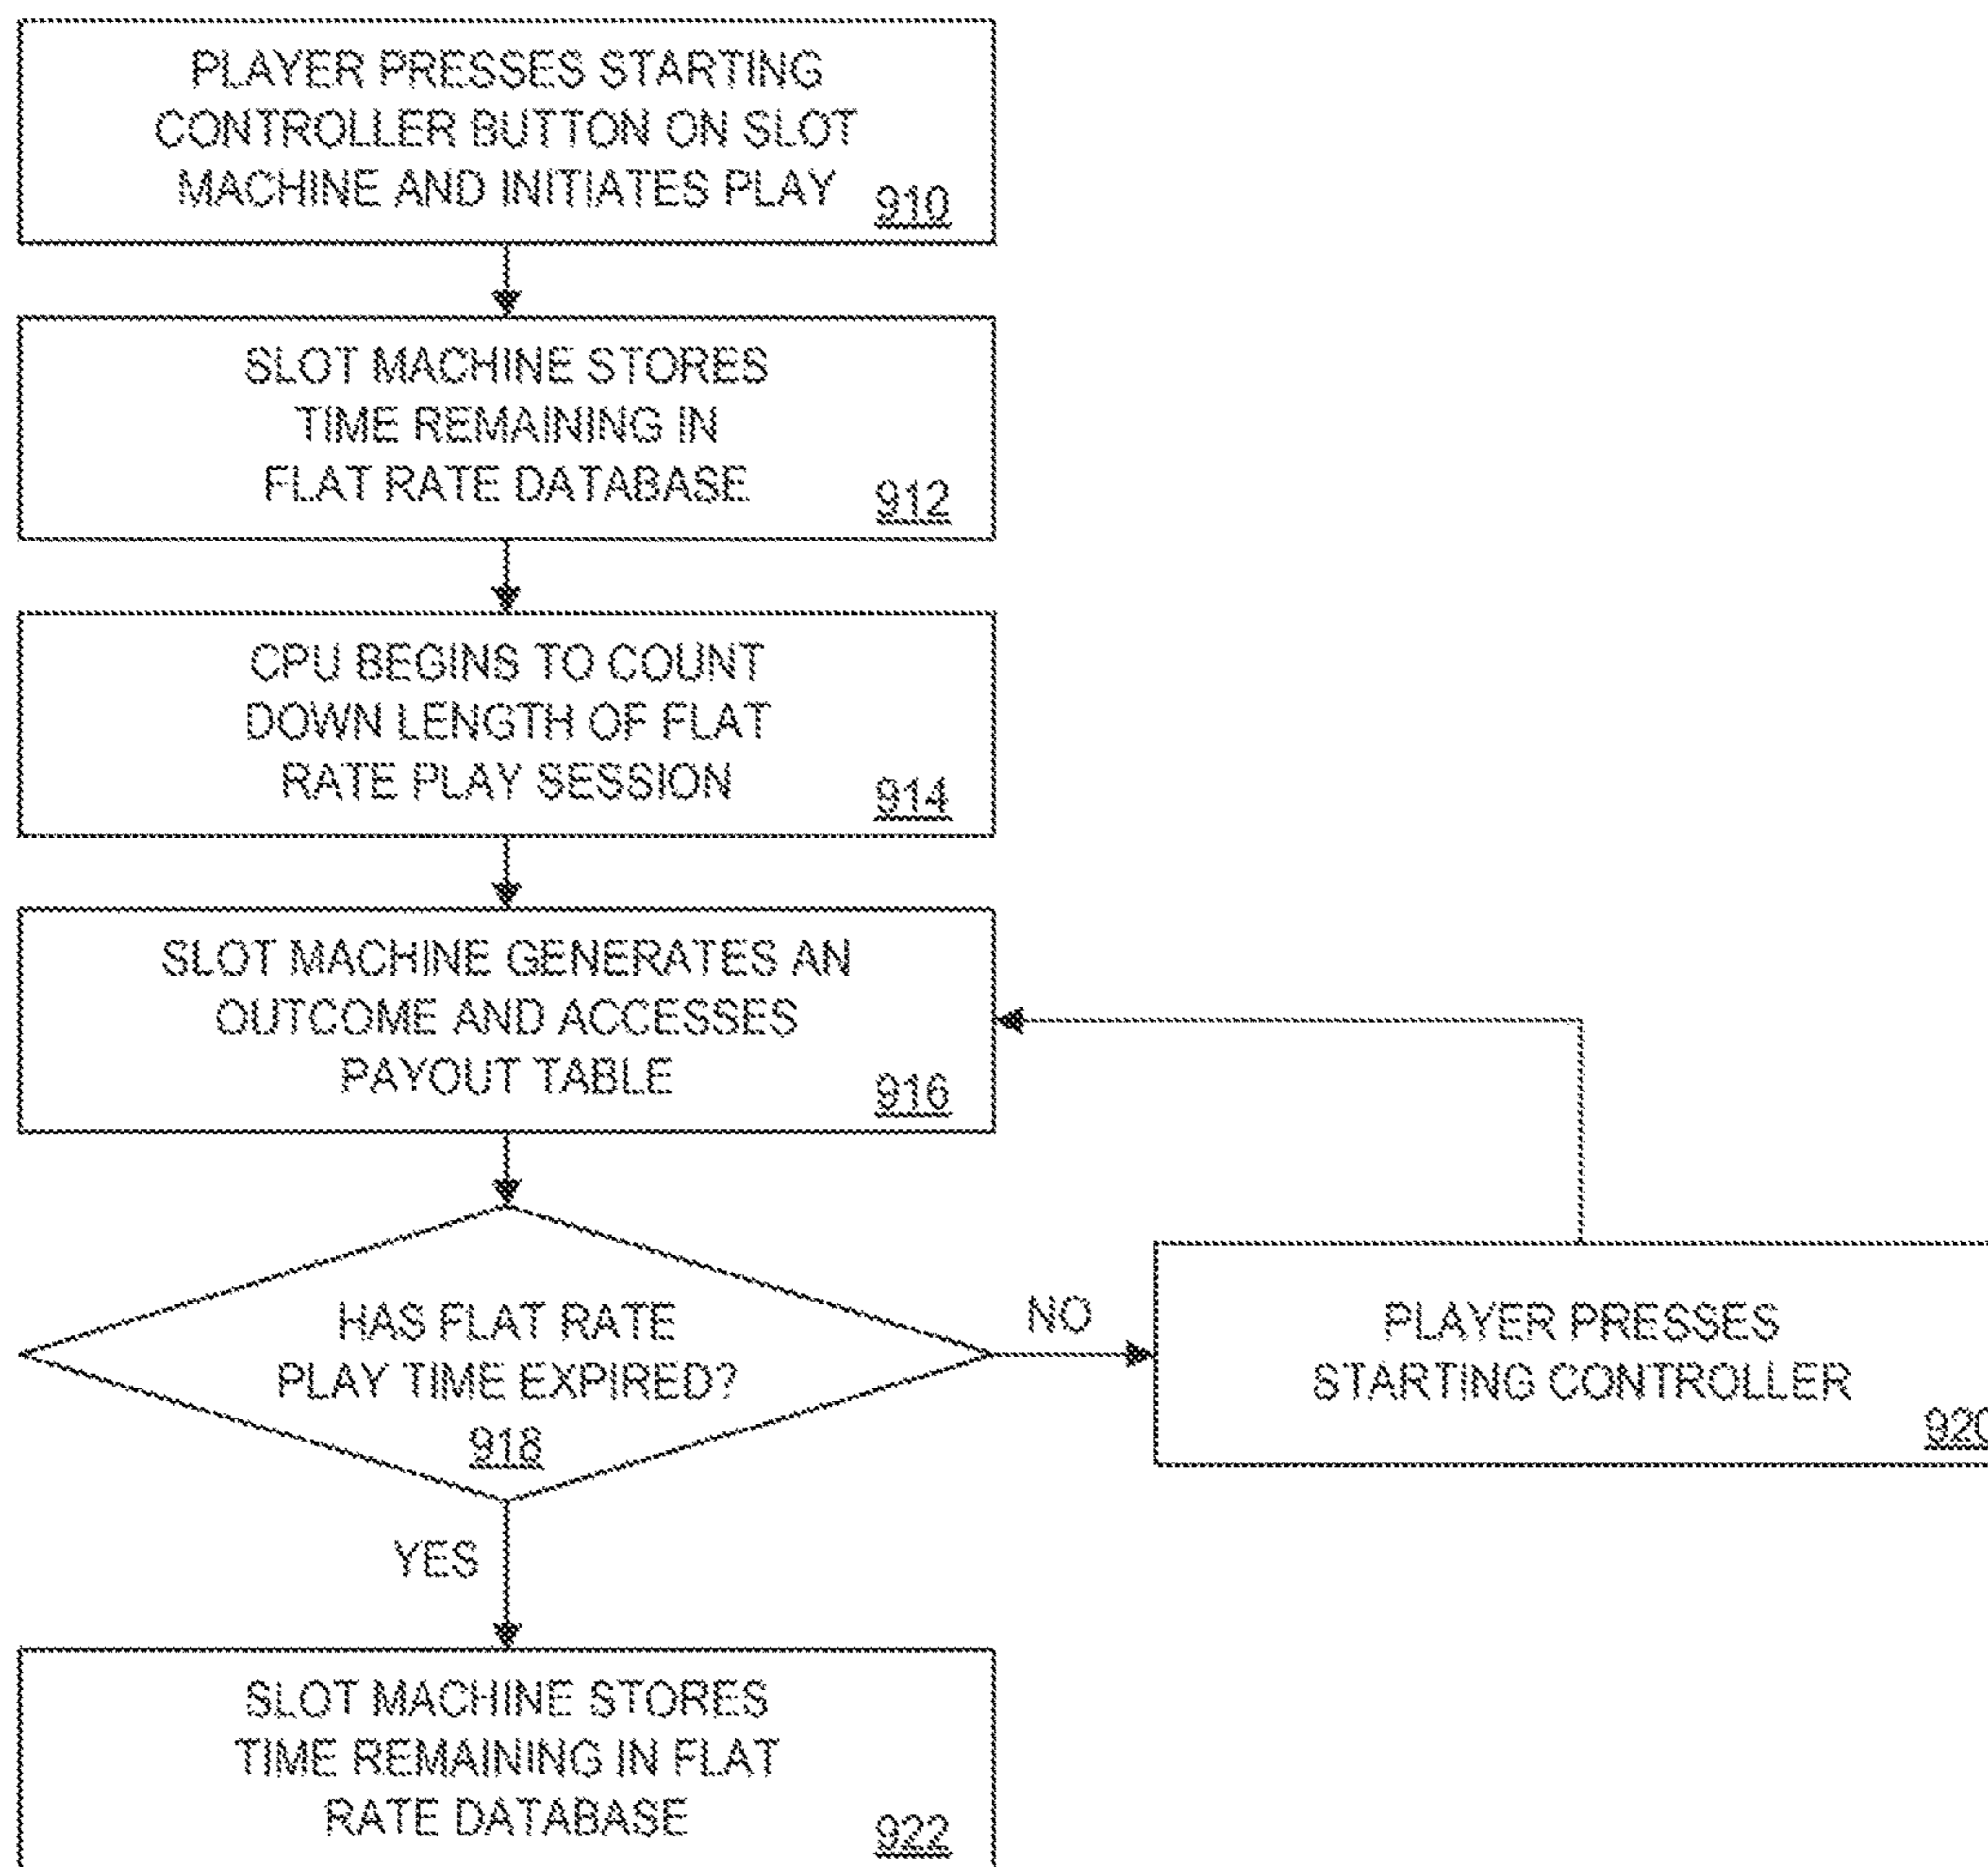 PLAYER PRESSES STARTING
CONTROLLER BUTTON ON SLOT
MACHINE AND INITIATES PLAY
910
SLOT MACHINE STORES
TIME REMAINING IN
FLAT RATE DATABASE
912
CPU BEGINS TO COUNT
DOWN LENGTH OF FLAT
RATE PLAY SESSION
914
SLOT MACHINE GENERATES AN
OUTCOME AND ACCESSES
PAYOUT TABLE
916
HAS FLAT RATE
PLAY TIME EXPIRED?
918
NO
PLAYER PRESSES
STARTING CONTROLLER
920
YES
SLOT MACHINE STORES
TIME REMAINING IN FLAT
RATE DATABASE
922